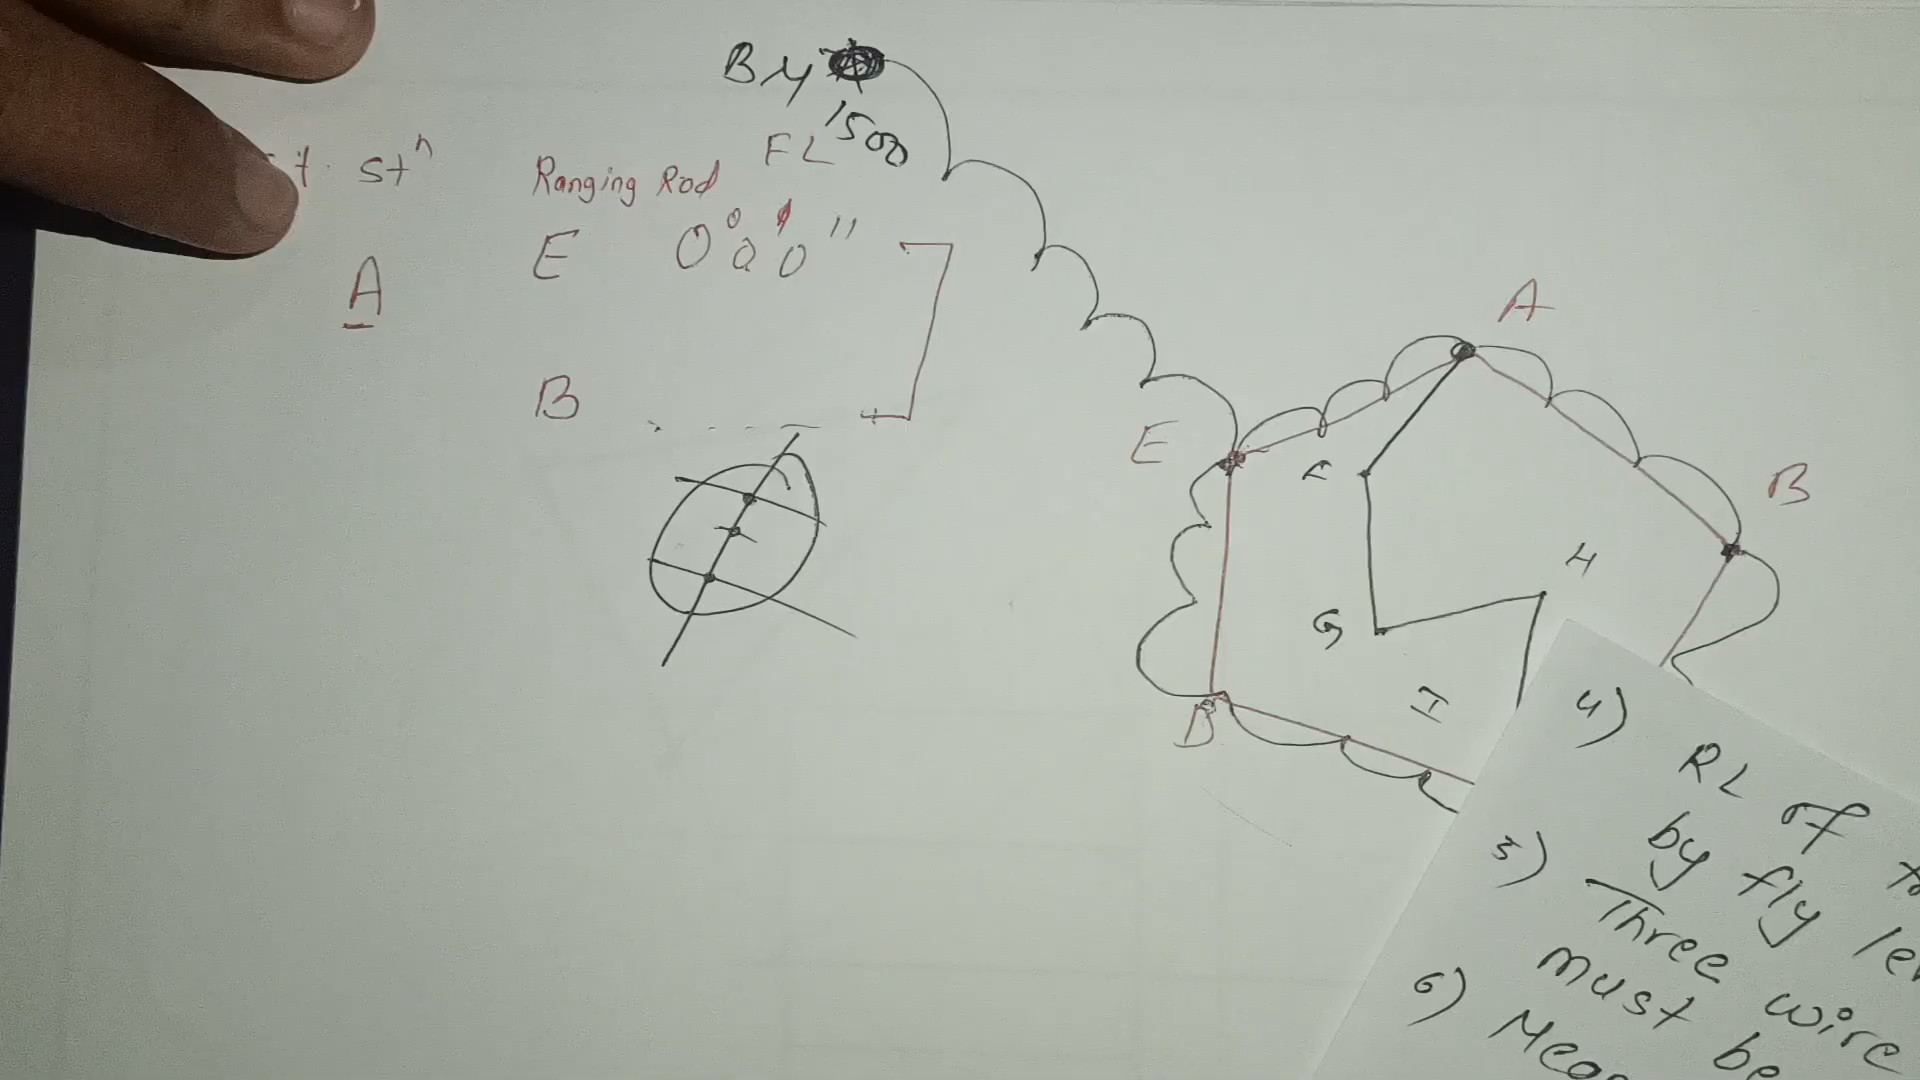 BM
1500
FL
t. stⁿ
Ranging Rod
A
E 0° 0' 0"
B
A
E
B
F
G
H
I
D
4) RL of
by fly
5) Three wire
must be
6)